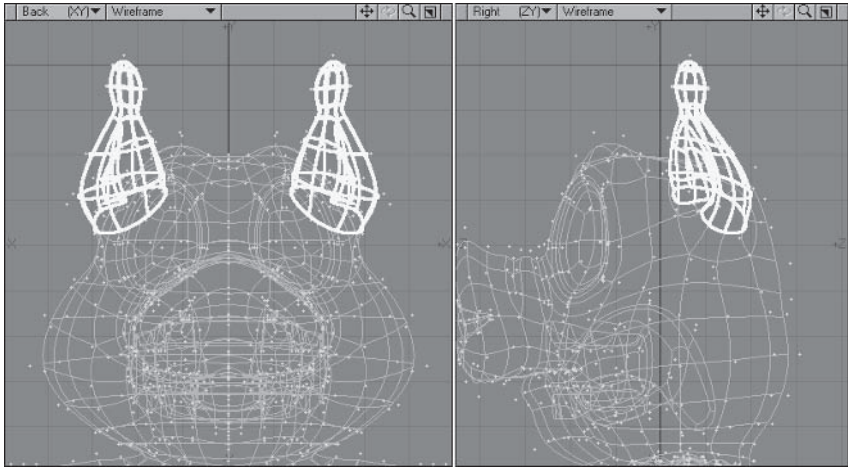 Back (XY) Wireframe
Right (ZY) Wireframe
+Y
+Y
-X
+X
+Z